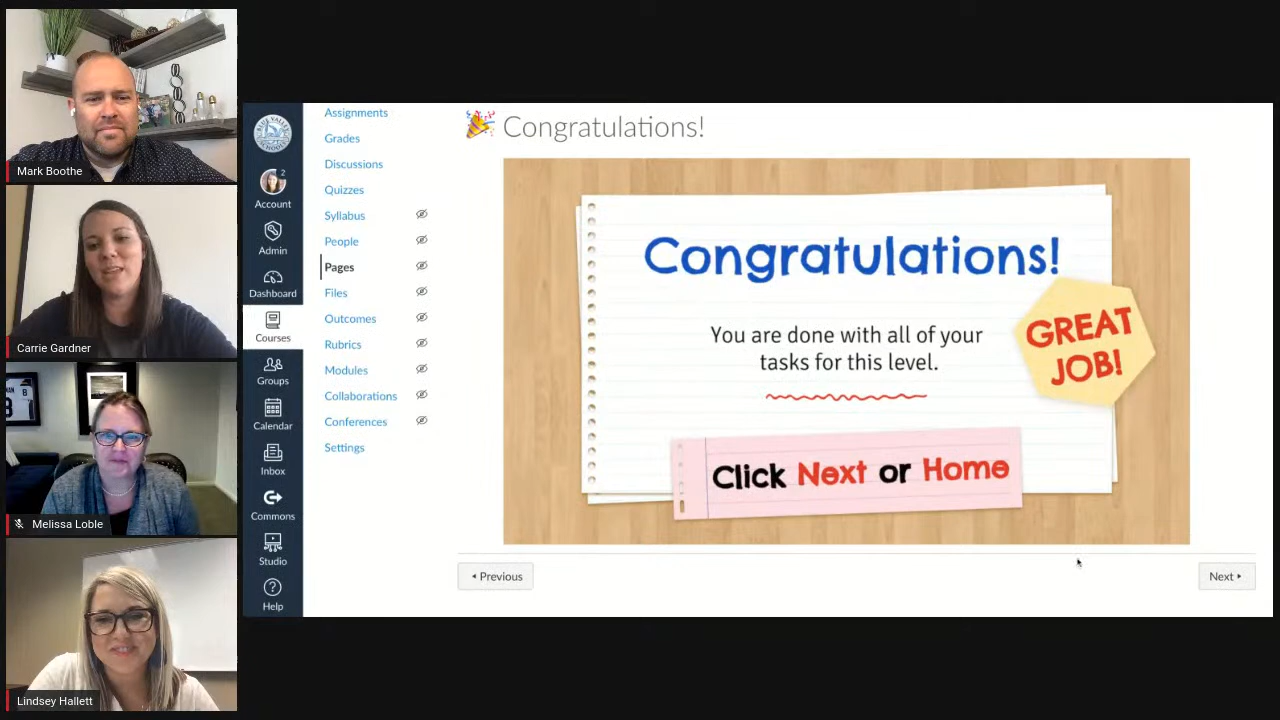 Mark Boothe
Carrie Gardner
Melissa Loble
Lindsey Hallett
2
Account
Admin
Dashboard
Courses
Groups
Calendar
Inbox
Commons
Studio
Help
Assignments
Grades
Discussions
Quizzes
Syllabus
People
Pages
Files
Outcomes
Rubrics
Modules
Collaborations
Conferences
Settings
Congratulations!
Congratulations!
You are done with all of your
tasks for this level.
GREAT
JOB!
Click Next or Home
Previous
Next